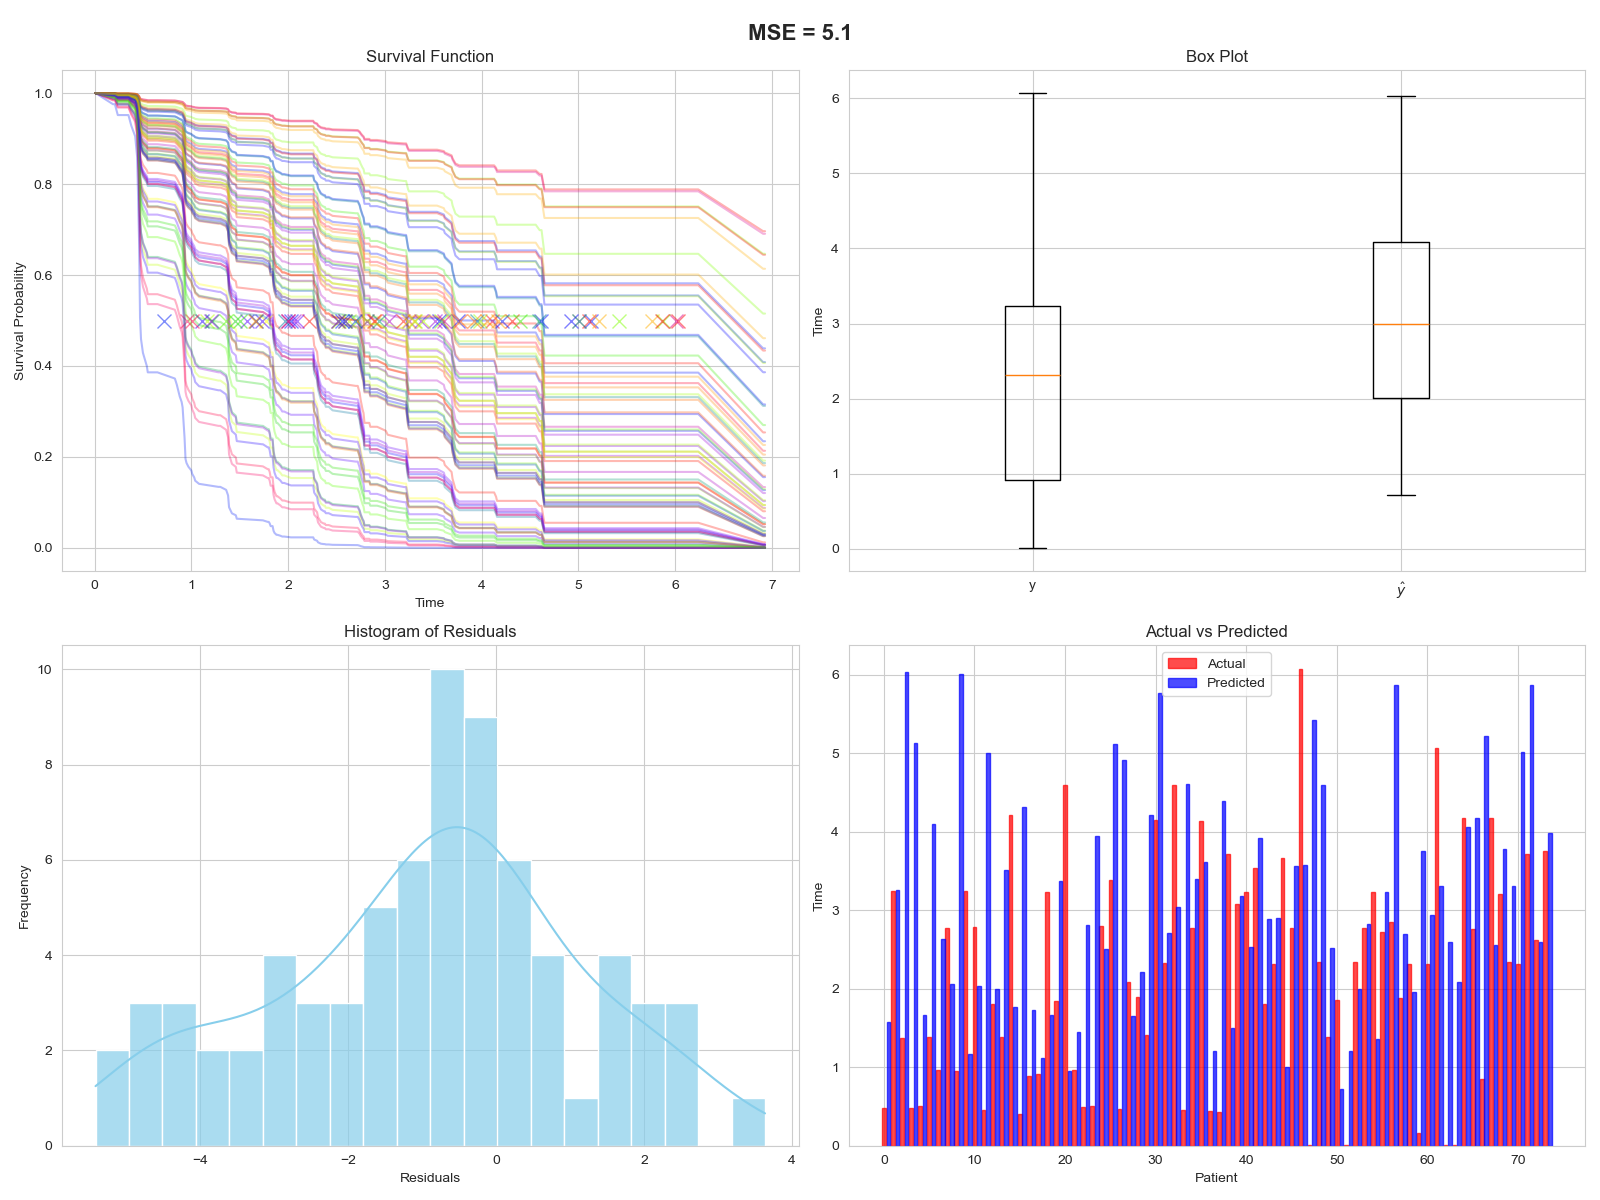 MSE = 5.1
Survival Function
Survival Probability
1.0
0.8
0.6
0.4
0.2
0.0
0 1 2 3 4 5 6 7
Time
Box Plot
Time
6
5
4
3
2
1
0
y ŷ
Histogram of Residuals
Frequency
10
8
6
4
2
0
−4 −2 0 2 4
Residuals
Actual vs Predicted
Actual
Predicted
Time
6
5
4
3
2
1
0
0 10 20 30 40 50 60 70
Patient